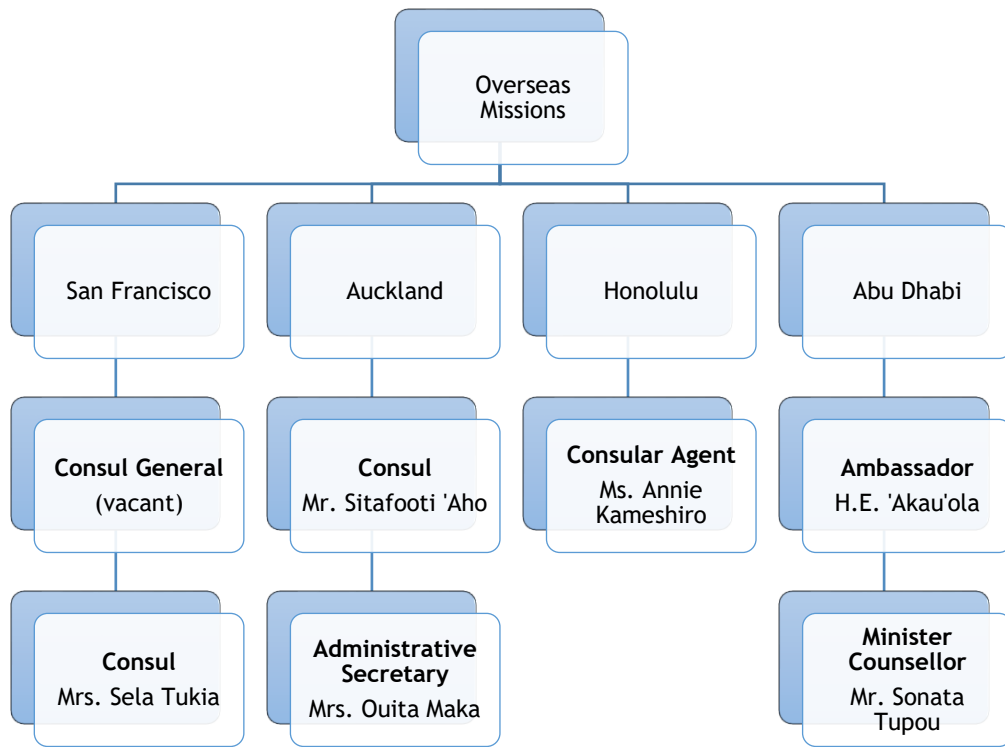 Overseas
Missions
San Francisco
Auckland
Honolulu
Abu Dhabi
Consul General
(vacant)
Consul
Mr. Sitafooti 'Aho
Consular Agent
Ms. Annie
Kameshiro
Ambassador
H.E. 'Akau'ola
Consul
Mrs. Sela Tukia
Administrative
Secretary
Mrs. Ouita Maka
Minister
Counsellor
Mr. Sonata
Tupou